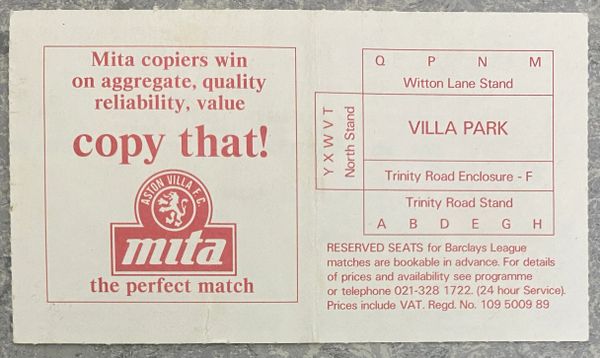 Mita copiers win
on aggregate, quality
reliability, value
copy that!
ASTON VILLA F.C.
mita
the perfect match
Q P N M
Witton Lane Stand
Y X W V T
North Stand
VILLA PARK
Trinity Road Enclosure - F
Trinity Road Stand
A B D E G H
RESERVED SEATS for Barclays League
matches are bookable in advance. For details
of prices and availability see programme
or telephone 021-328 1722. (24 hour Service).
Prices include VAT. Regd. No. 109 5009 89